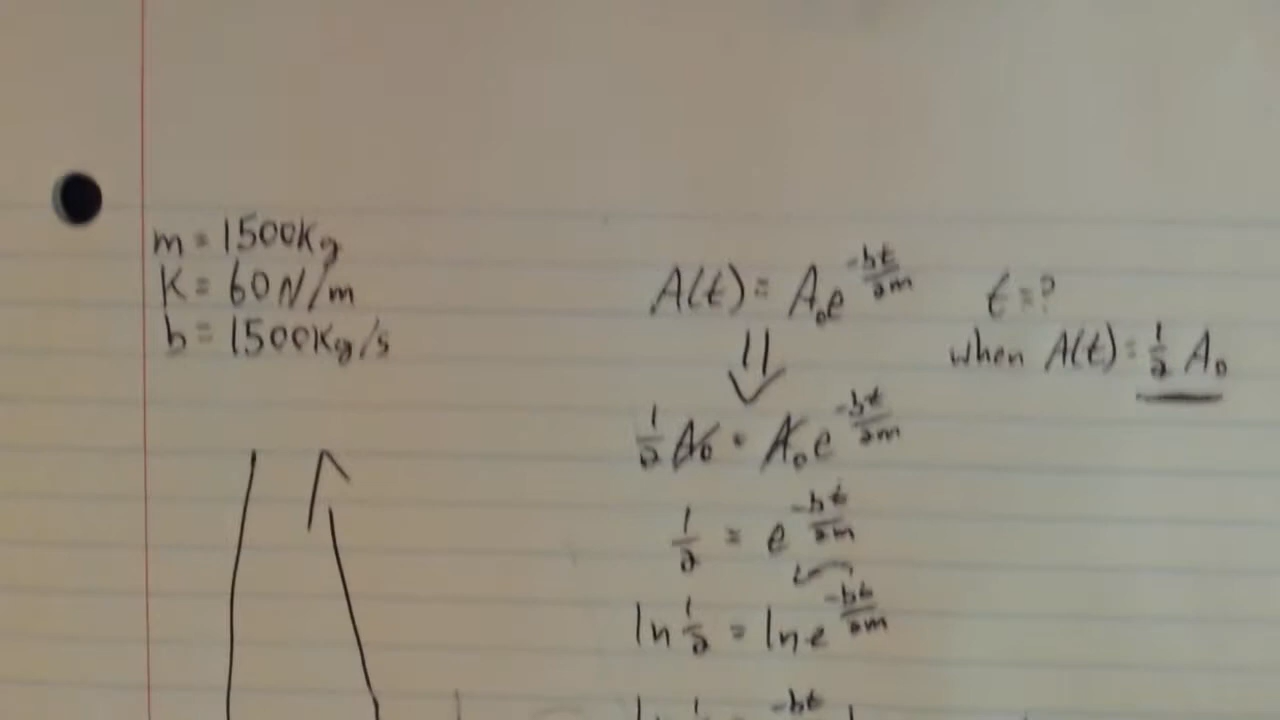 m = 1500kg
K = 60N/m
b = 1500kg/s
A(t) = A₀e^(-bt/2m)
t = ?
when A(t) = 1/2 A₀
1/2 A₀ = A₀e^(-bt/2m)
1/2 = e^(-bt/2m)
ln 1/2 = ln e^(-bt/2m)
-bt